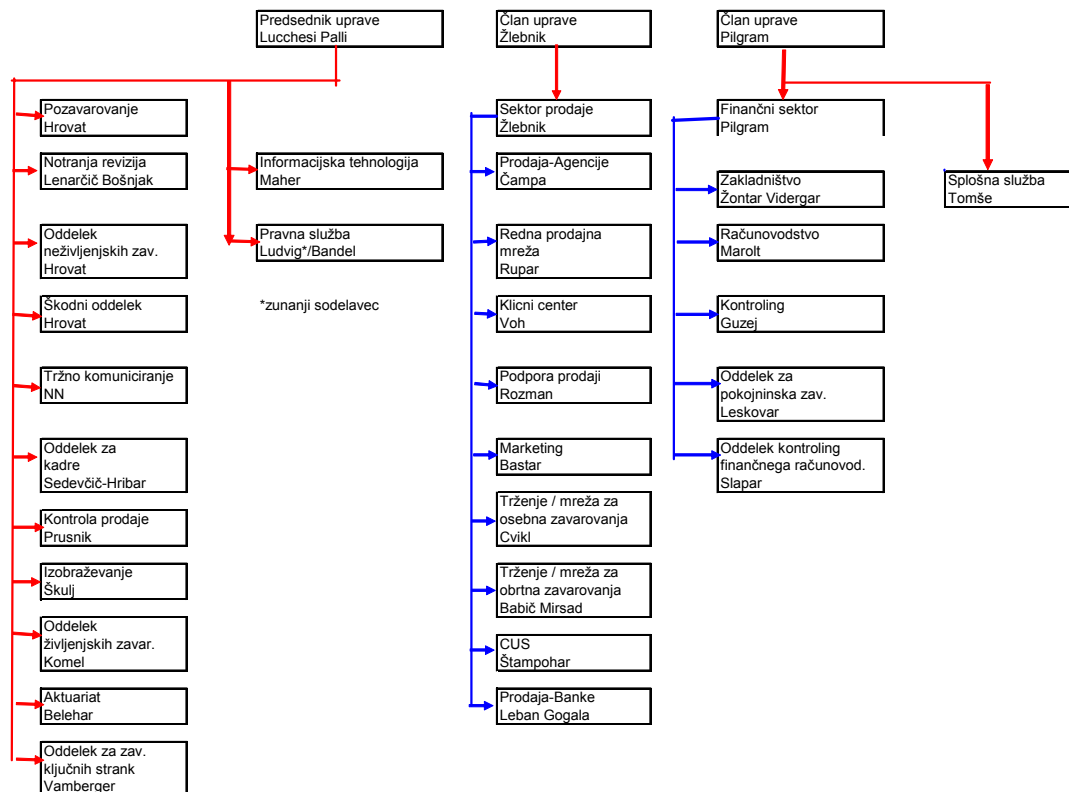 Predsednik uprave
Lucchesi Palli
Član uprave
Žlebnik
Član uprave
Pilgram
Pozavarovanje
Hrovat
Notranja revizija
Lenarčič Bošnjak
Oddelek
neživljenjskih zav.
Hrovat
Škodni oddelek
Hrovat
Tržno komuniciranje
NN
Oddelek za
kadre
Sedevčič-Hribar
Kontrola prodaje
Prusnik
Izobraževanje
Škulj
Oddelek
življenjskih zavar.
Komel
Aktuariat
Belehar
Oddelek za zav.
ključnih strank
Vamberger
Informacijska tehnologija
Maher
Pravna služba
Ludvig*/Bandel
*zunanji sodelavec
Sektor prodaje
Žlebnik
Prodaja-Agencije
Čampa
Redna prodajna
mreža
Rupar
Klicni center
Voh
Podpora prodaji
Rozman
Marketing
Bastar
Trženje / mreža za
osebna zavarovanja
Cvikl
Trženje / mreža za
obrtna zavarovanja
Babič Mirsad
CUS
Štampohar
Prodaja-Banke
Leban Gogala
Finančni sektor
Pilgram
Zakladništvo
Žontar Vidergar
Računovodstvo
Marolt
Kontroling
Guzej
Oddelek za
pokojninska zav.
Leskovar
Oddelek kontroling
finančnega računovod.
Slapar
Splošna služba
Tomše